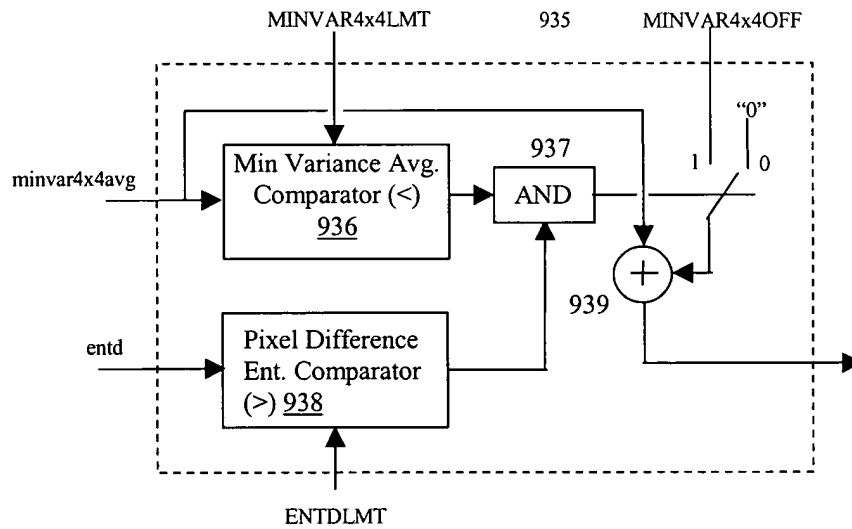 MINVAR4x4LMT 935 MINVAR4x4OFF
“0”
937
1 0
Min Variance Avg.
Comparator (<)
936
minvar4x4avg
AND
+
939
entd
Pixel Difference
Ent. Comparator
(>) 938
ENTDLMT